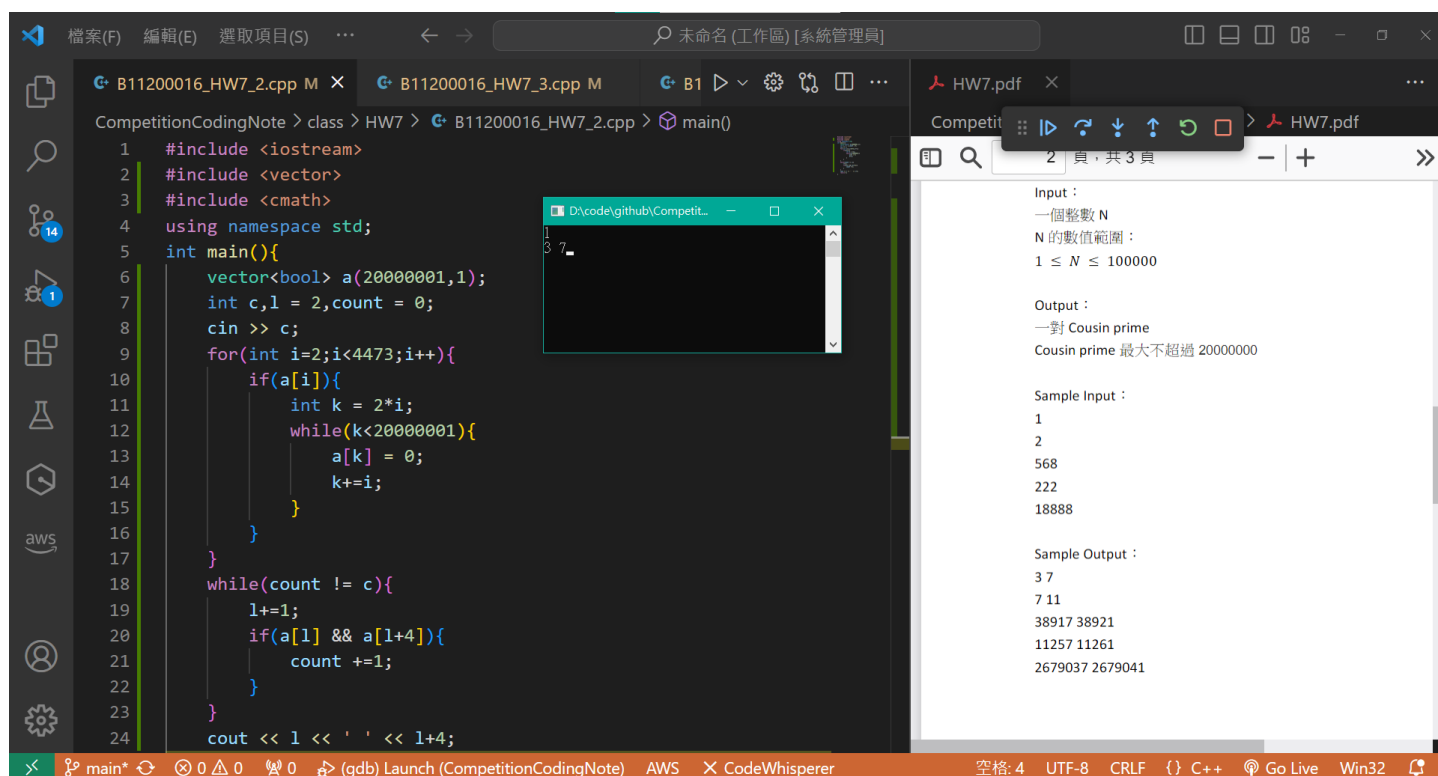 檔案(F) 編輯(E) 選取項目(S) ··· ← → 未命名 (工作區) [系統管理員]
B11200016_HW7_2.cpp M B11200016_HW7_3.cpp M B1 ··· HW7.pdf ···
CompetitionCodingNote > class > HW7 > B11200016_HW7_2.cpp > main() Competit > HW7.pdf
1 #include <iostream>
2 #include <vector>
3 #include <cmath>
4 using namespace std;
5 int main(){
6 vector<bool> a(20000001,1);
7 int c,l = 2,count = 0;
8 cin >> c;
9 for(int i=2;i<4473;i++){
10 if(a[i]){
11 int k = 2*i;
12 while(k<20000001){
13 a[k] = 0;
14 k+=i;
15 }
16 }
17 }
18 while(count != c){
19 l+=1;
20 if(a[l] && a[l+4]){
21 count +=1;
22 }
23 }
24 cout << l << ' ' << l+4;
D:\code\github\Competit...
1
3 7
2 頁，共 3 頁
Input：
一個整數 N
N 的數值範圍：
1 ≤ N ≤ 100000
Output：
一對 Cousin prime
Cousin prime 最大不超過 20000000
Sample Input：
1
2
568
222
18888
Sample Output：
3 7
7 11
38917 38921
11257 11261
2679037 2679041
14
1
aws
main* 0 0 0 (gdb) Launch (CompetitionCodingNote) AWS CodeWhisperer 空格: 4 UTF-8 CRLF {} C++ Go Live Win32